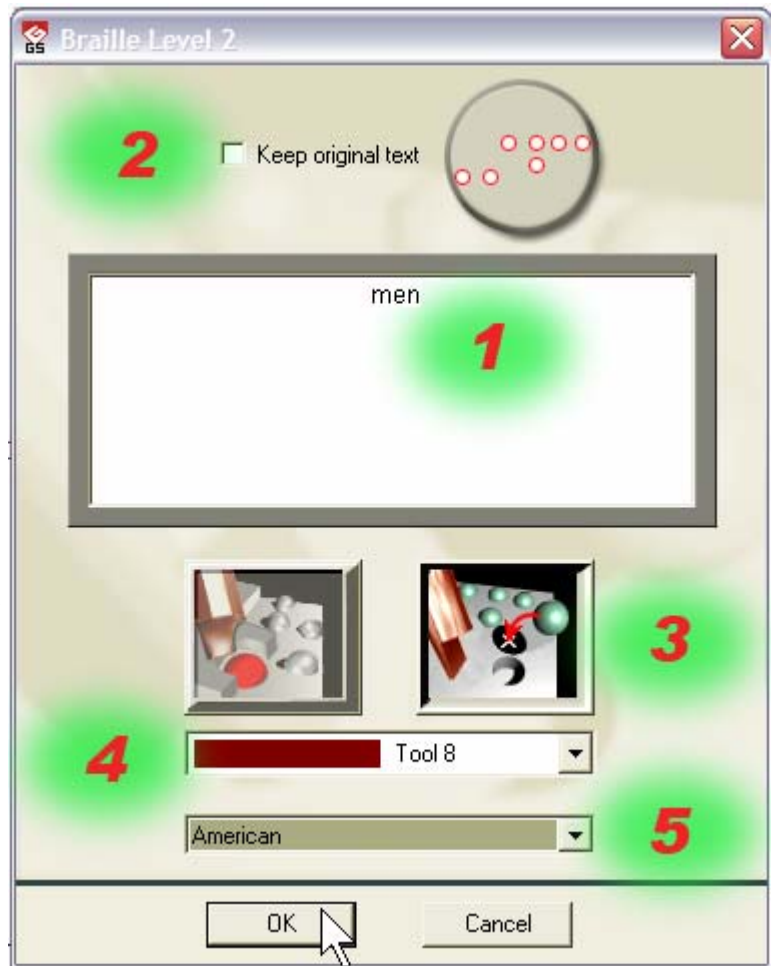 GS Braille Level 2
2 Keep original text
men
1
3
4 Tool 8
American 5
OK Cancel